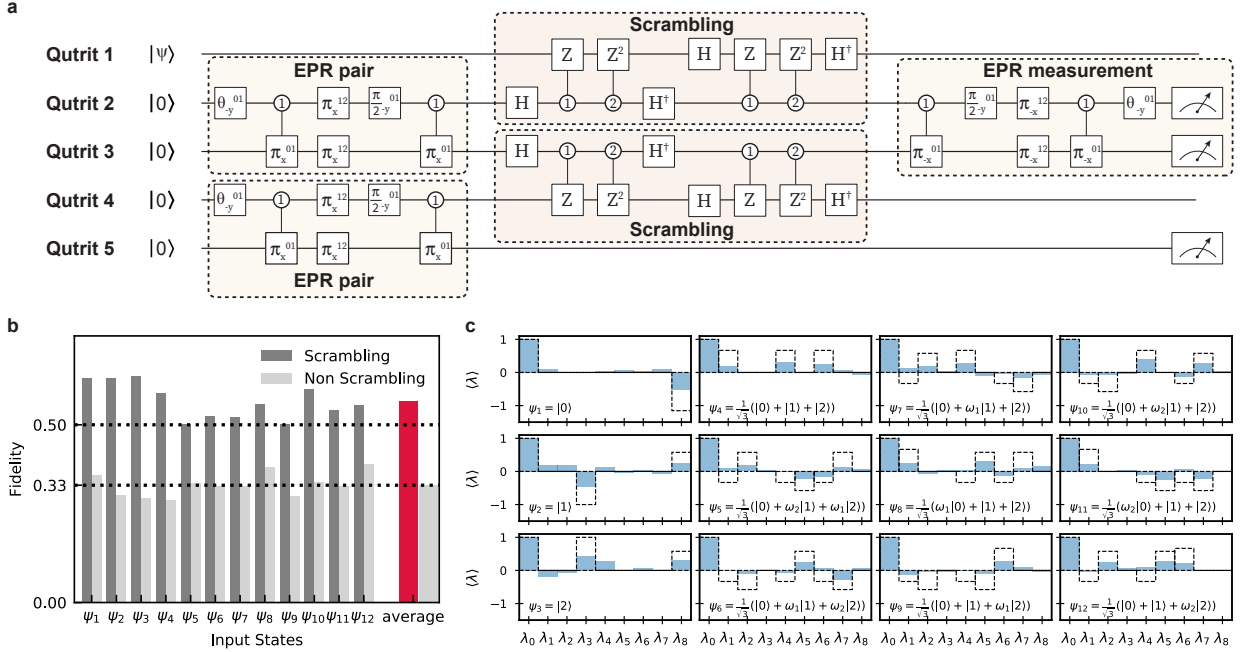 a
Scrambling
Qutrit 1 |ψ⟩ Z Z² H Z Z² H†
EPR pair EPR measurement
Qutrit 2 |0⟩ θ-y⁰¹ 1 πx¹² π/2-y⁰¹ 1 H 1 2 H† 1 2 1 π/2-y⁰¹ π-x¹² 1 θ-y⁰¹
Qutrit 3 |0⟩ πx⁰¹ πx¹² πx⁰¹ H 1 2 H† 1 2 π-x⁰¹ π-x¹² π-x⁰¹
Qutrit 4 |0⟩ θ-y⁰¹ 1 πx¹² π/2-y⁰¹ 1 Z Z² H Z Z² H†
Scrambling
Qutrit 5 |0⟩ πx⁰¹ πx¹² πx⁰¹
EPR pair
b
Scrambling
Non Scrambling
Fidelity
0.50
0.33
0.00
ψ₁ ψ₂ ψ₃ ψ₄ ψ₅ ψ₆ ψ₇ ψ₈ ψ₉ ψ₁₀ ψ₁₁ ψ₁₂ average
Input States
c
⟨λ⟩
1
0
−1
ψ₁ = |0⟩
ψ₄ = 1/√3(|0⟩ + |1⟩ + |2⟩)
ψ₇ = 1/√3(|0⟩ + ω₁|1⟩ + |2⟩)
ψ₁₀ = 1/√3(|0⟩ + ω₂|1⟩ + |2⟩)
⟨λ⟩
1
0
−1
ψ₂ = |1⟩
ψ₅ = 1/√3(|0⟩ + ω₂|1⟩ + ω₁|2⟩)
ψ₈ = 1/√3(ω₁|0⟩ + |1⟩ + |2⟩)
ψ₁₁ = 1/√3(ω₂|0⟩ + |1⟩ + |2⟩)
⟨λ⟩
1
0
−1
ψ₃ = |2⟩
ψ₆ = 1/√3(|0⟩ + ω₁|1⟩ + ω₂|2⟩)
ψ₉ = 1/√3(|0⟩ + |1⟩ + ω₁|2⟩)
ψ₁₂ = 1/√3(|0⟩ + |1⟩ + ω₂|2⟩)
λ₀ λ₁ λ₂ λ₃ λ₄ λ₅ λ₆ λ₇ λ₈ λ₀ λ₁ λ₂ λ₃ λ₄ λ₅ λ₆ λ₇ λ₈ λ₀ λ₁ λ₂ λ₃ λ₄ λ₅ λ₆ λ₇ λ₈ λ₀ λ₁ λ₂ λ₃ λ₄ λ₅ λ₆ λ₇ λ₈